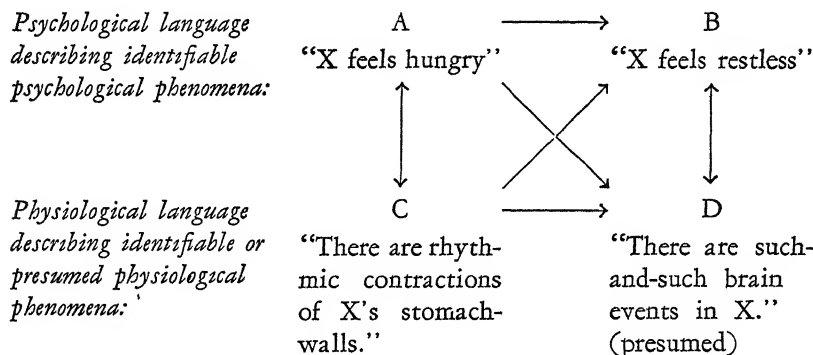 Psychological language
describing identifiable
psychological phenomena:
A B
“X feels hungry” “X feels restless”
Physiological language
describing identifiable or
presumed physiological
phenomena:
C D
“There are rhyth-
mic contractions
of X’s stomach-
walls.”
“There are such-
and-such brain
events in X.”
(presumed)